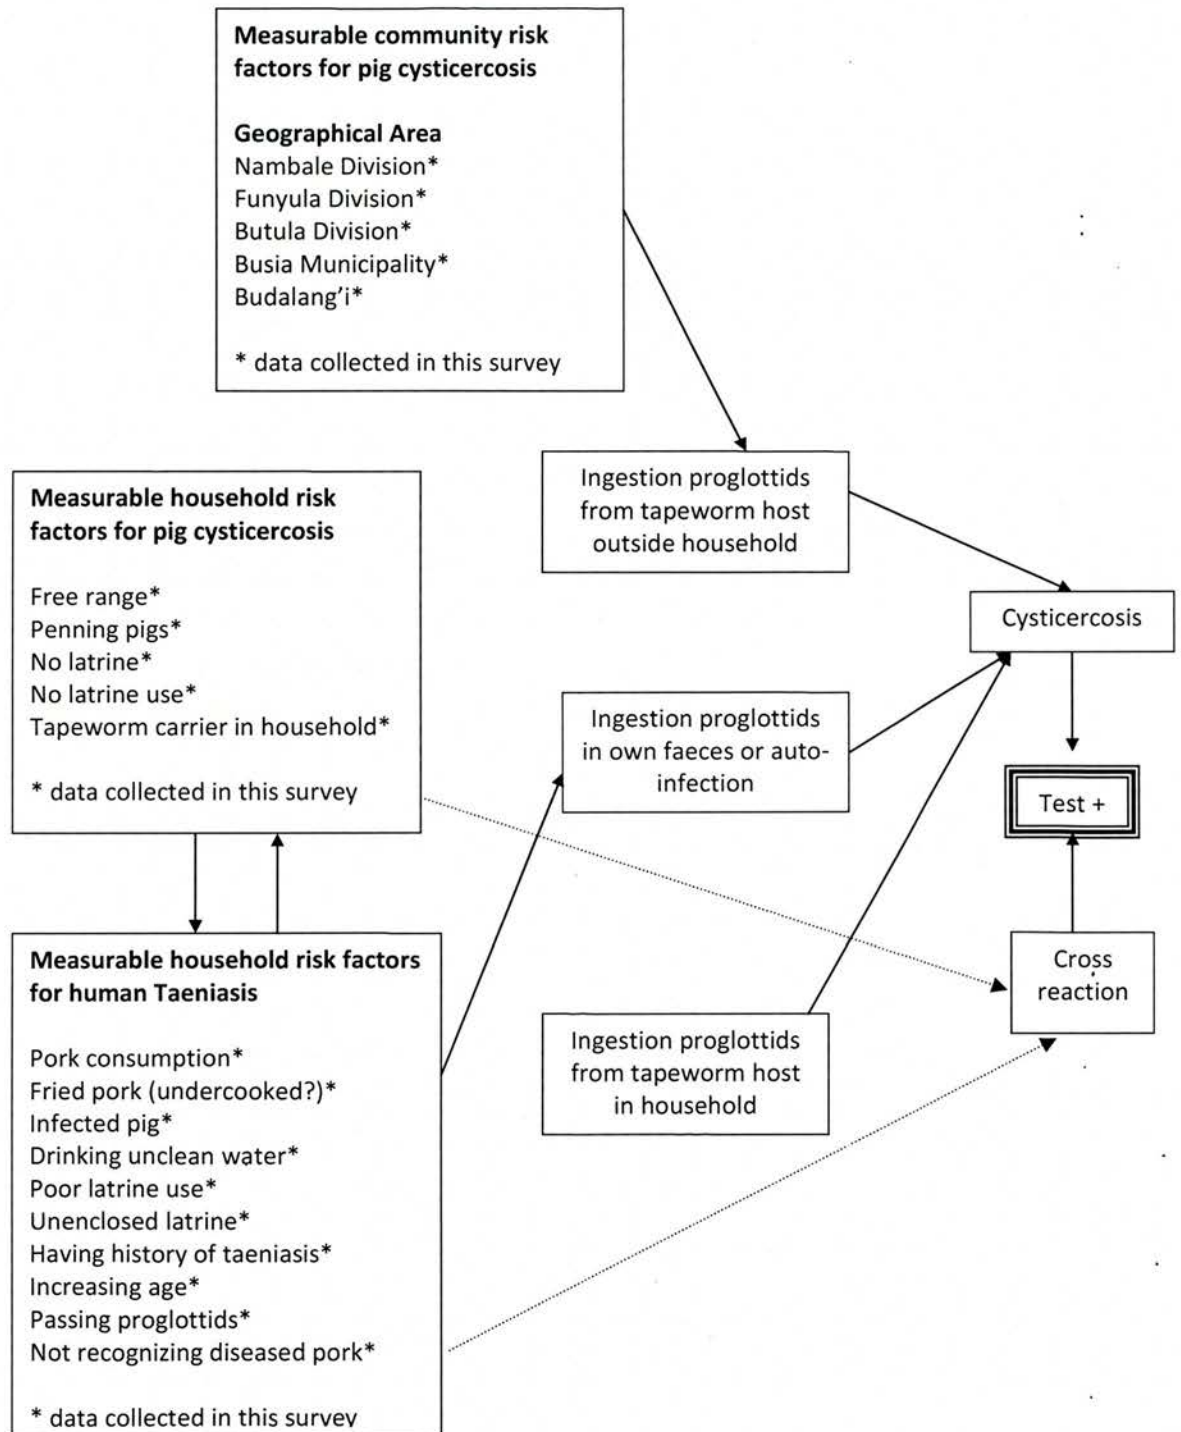 Measurable community risk
factors for pig cysticercosis
Geographical Area
Nambale Division*
Funyula Division*
Butula Division*
Busia Municipality*
Budalang'i*
* data collected in this survey
Ingestion proglottids
from tapeworm host
outside household
Measurable household risk
factors for pig cysticercosis
Free range*
Penning pigs*
No latrine*
No latrine use*
Tapeworm carrier in household*
* data collected in this survey
Cysticercosis
Ingestion proglottids
in own faeces or auto-
infection
Test +
Measurable household risk factors
for human Taeniasis
Pork consumption*
Fried pork (undercooked?)*
Infected pig*
Drinking unclean water*
Poor latrine use*
Unenclosed latrine*
Having history of taeniasis*
Increasing age*
Passing proglottids*
Not recognizing diseased pork*
* data collected in this survey
Cross
reaction
Ingestion proglottids
from tapeworm host
in household